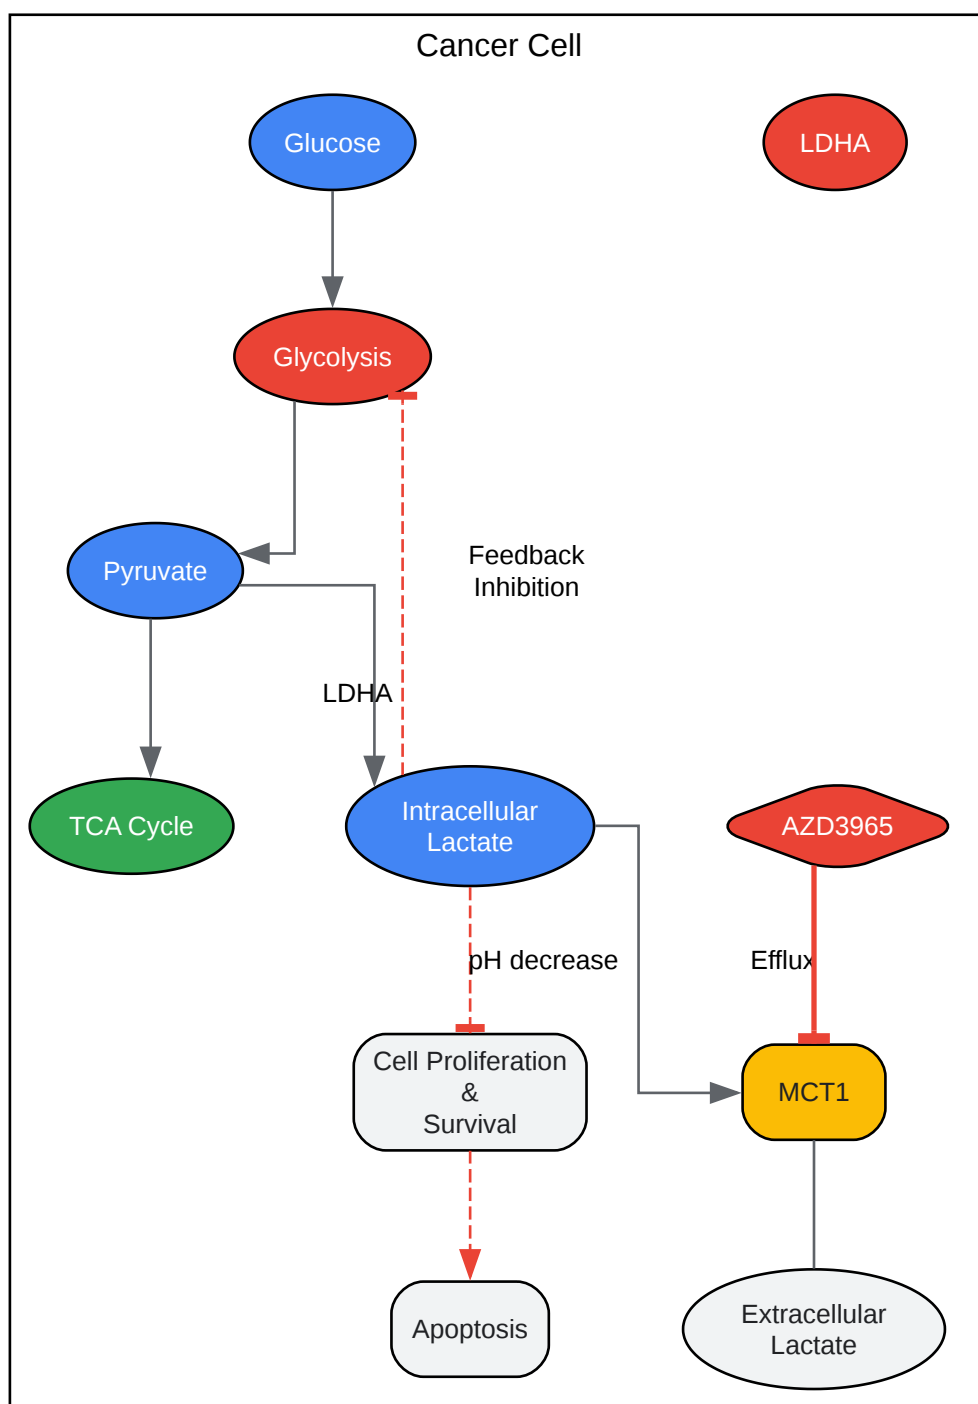 Cancer Cell
Glucose
LDHA
Glycolysis
Feedback
Inhibition
Pyruvate
LDHA
TCA Cycle
Intracellular
Lactate
AZD3965
pH decrease
Efflux
Cell Proliferation
&
Survival
MCT1
Apoptosis
Extracellular
Lactate